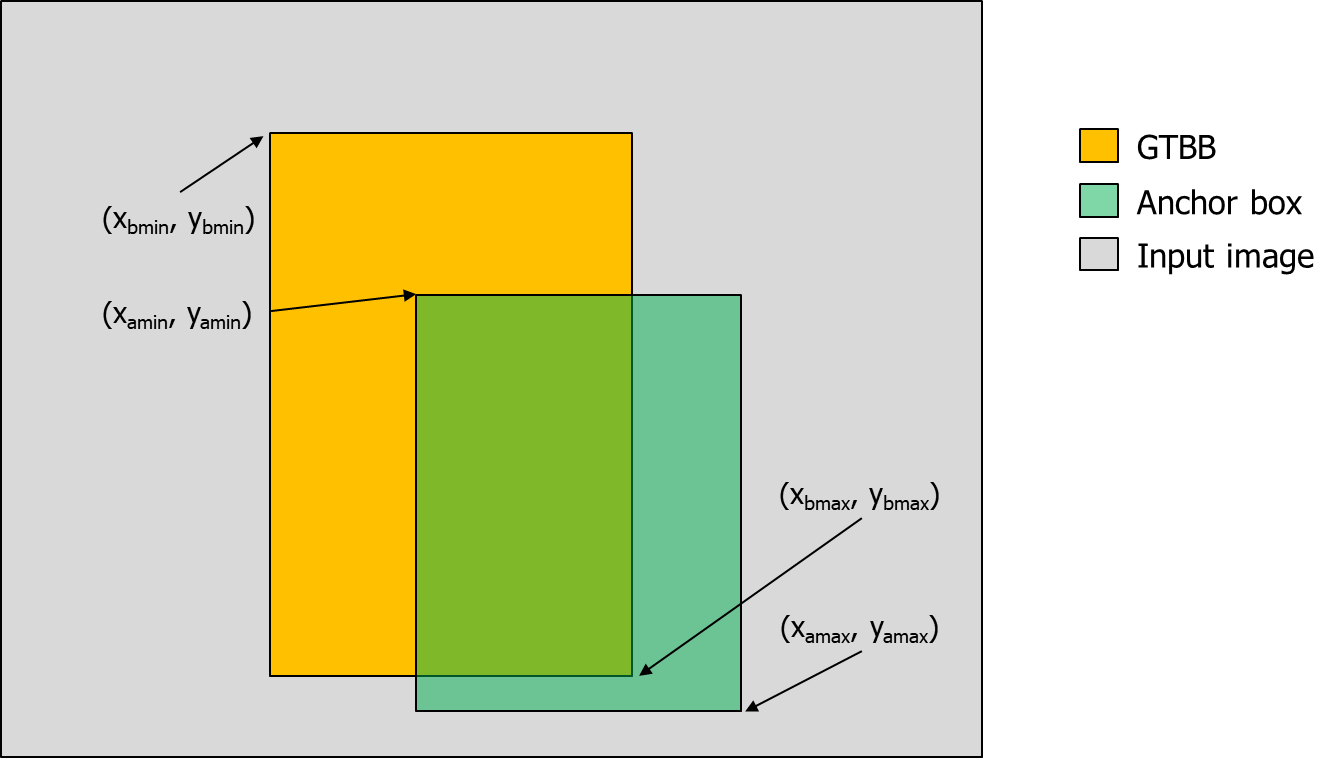 GTBB
Anchor box
Input image
(xbmin, ybmin)
(xamin, yamin)
(xbmax, ybmax)
(xamax, yamax)